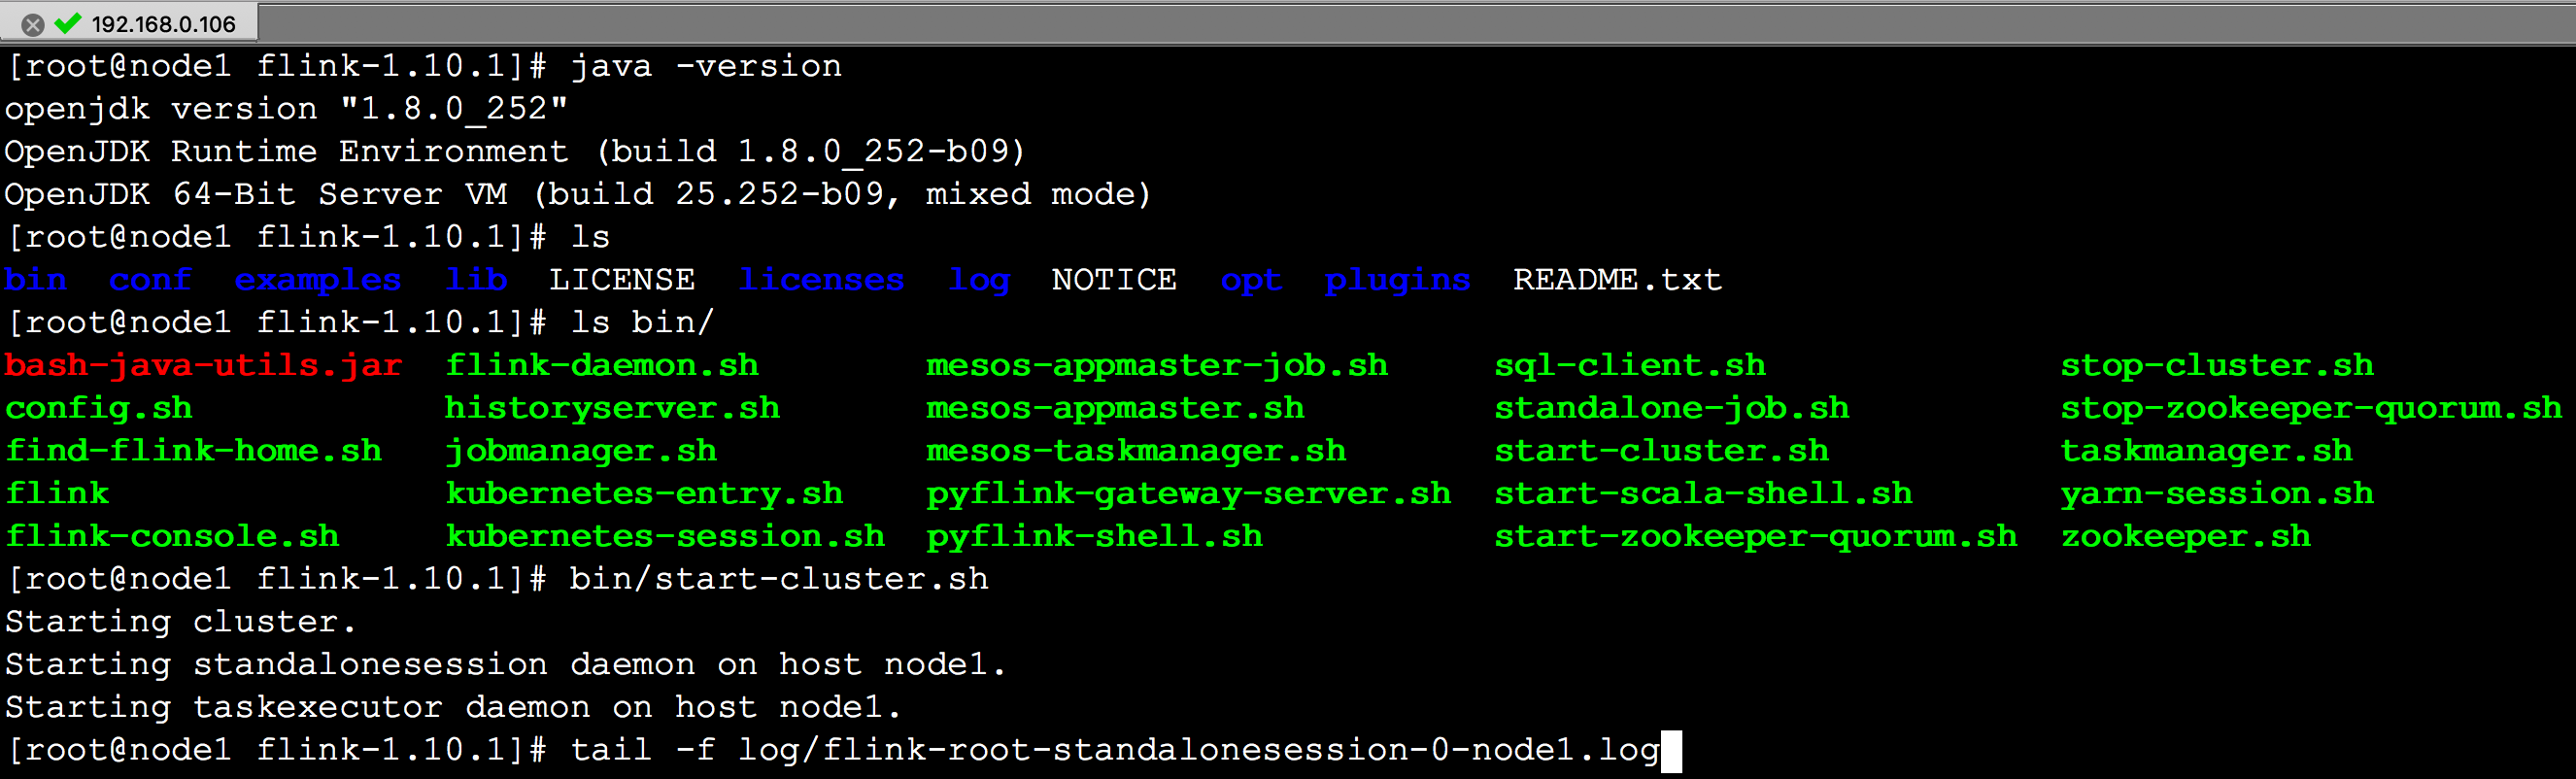 192.168.0.106
[root@node1 flink-1.10.1]# java -version
openjdk version "1.8.0_252"
OpenJDK Runtime Environment (build 1.8.0_252-b09)
OpenJDK 64-Bit Server VM (build 25.252-b09, mixed mode)
[root@node1 flink-1.10.1]# ls
bin  conf  examples  lib  LICENSE  licenses  log  NOTICE  opt  plugins  README.txt
[root@node1 flink-1.10.1]# ls bin/
bash-java-utils.jar  flink-daemon.sh  mesos-appmaster-job.sh  sql-client.sh  stop-cluster.sh
config.sh  historyserver.sh  mesos-appmaster.sh  standalone-job.sh  stop-zookeeper-quorum.sh
find-flink-home.sh  jobmanager.sh  mesos-taskmanager.sh  start-cluster.sh  taskmanager.sh
flink  kubernetes-entry.sh  pyflink-gateway-server.sh  start-scala-shell.sh  yarn-session.sh
flink-console.sh  kubernetes-session.sh  pyflink-shell.sh  start-zookeeper-quorum.sh  zookeeper.sh
[root@node1 flink-1.10.1]# bin/start-cluster.sh
Starting cluster.
Starting standalonesession daemon on host node1.
Starting taskexecutor daemon on host node1.
[root@node1 flink-1.10.1]# tail -f log/flink-root-standalonesession-0-node1.log